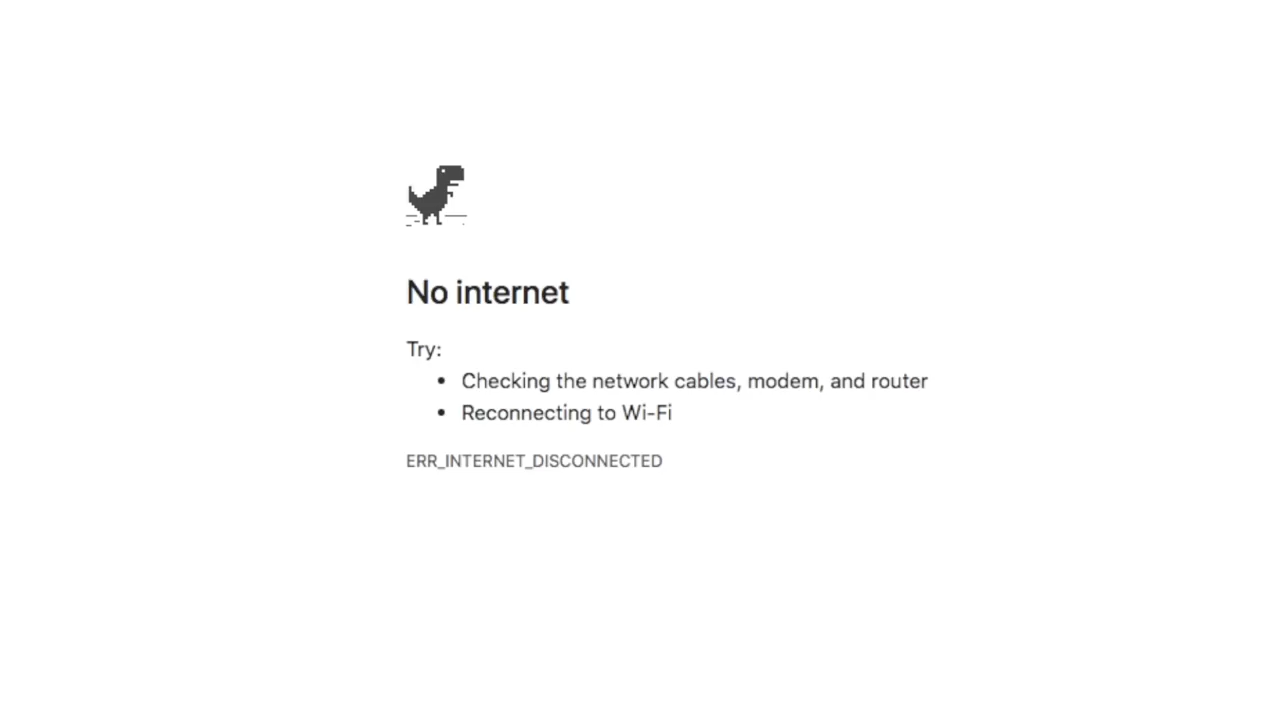 No internet
Try:
• Checking the network cables, modem, and router
• Reconnecting to Wi-Fi
ERR_INTERNET_DISCONNECTED